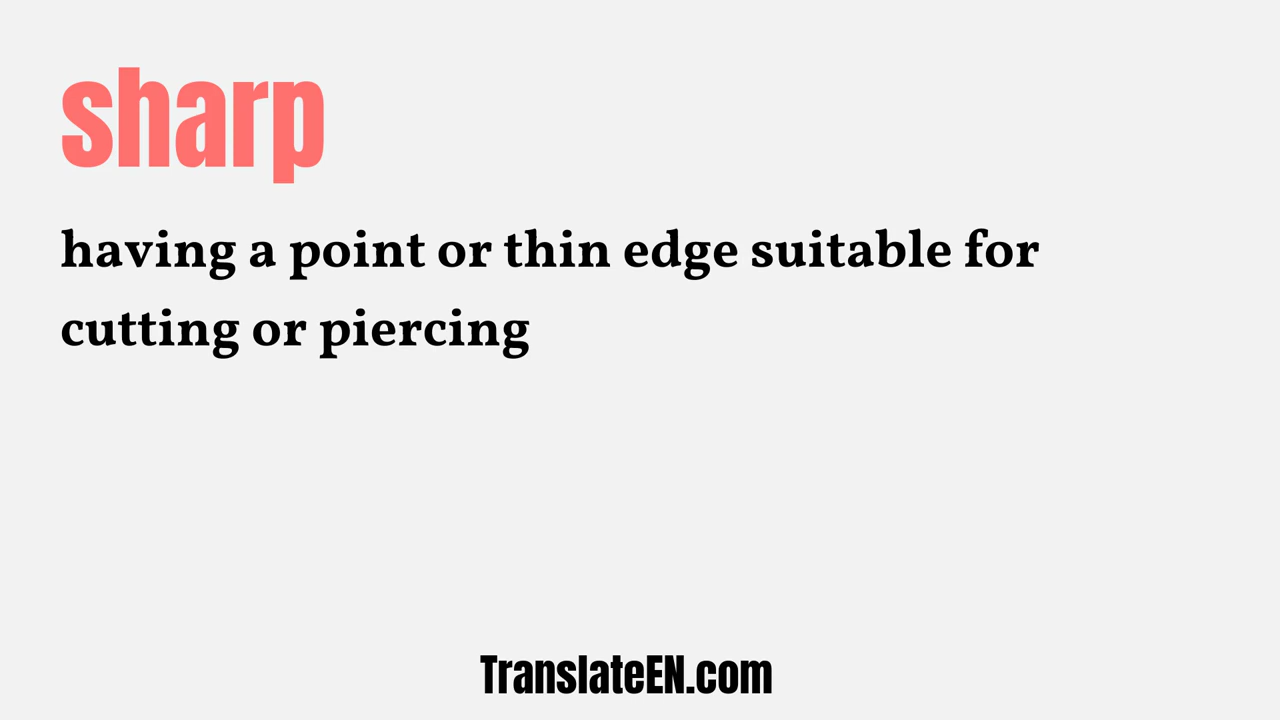 sharp
having a point or thin edge suitable for
cutting or piercing
TranslateEN.com